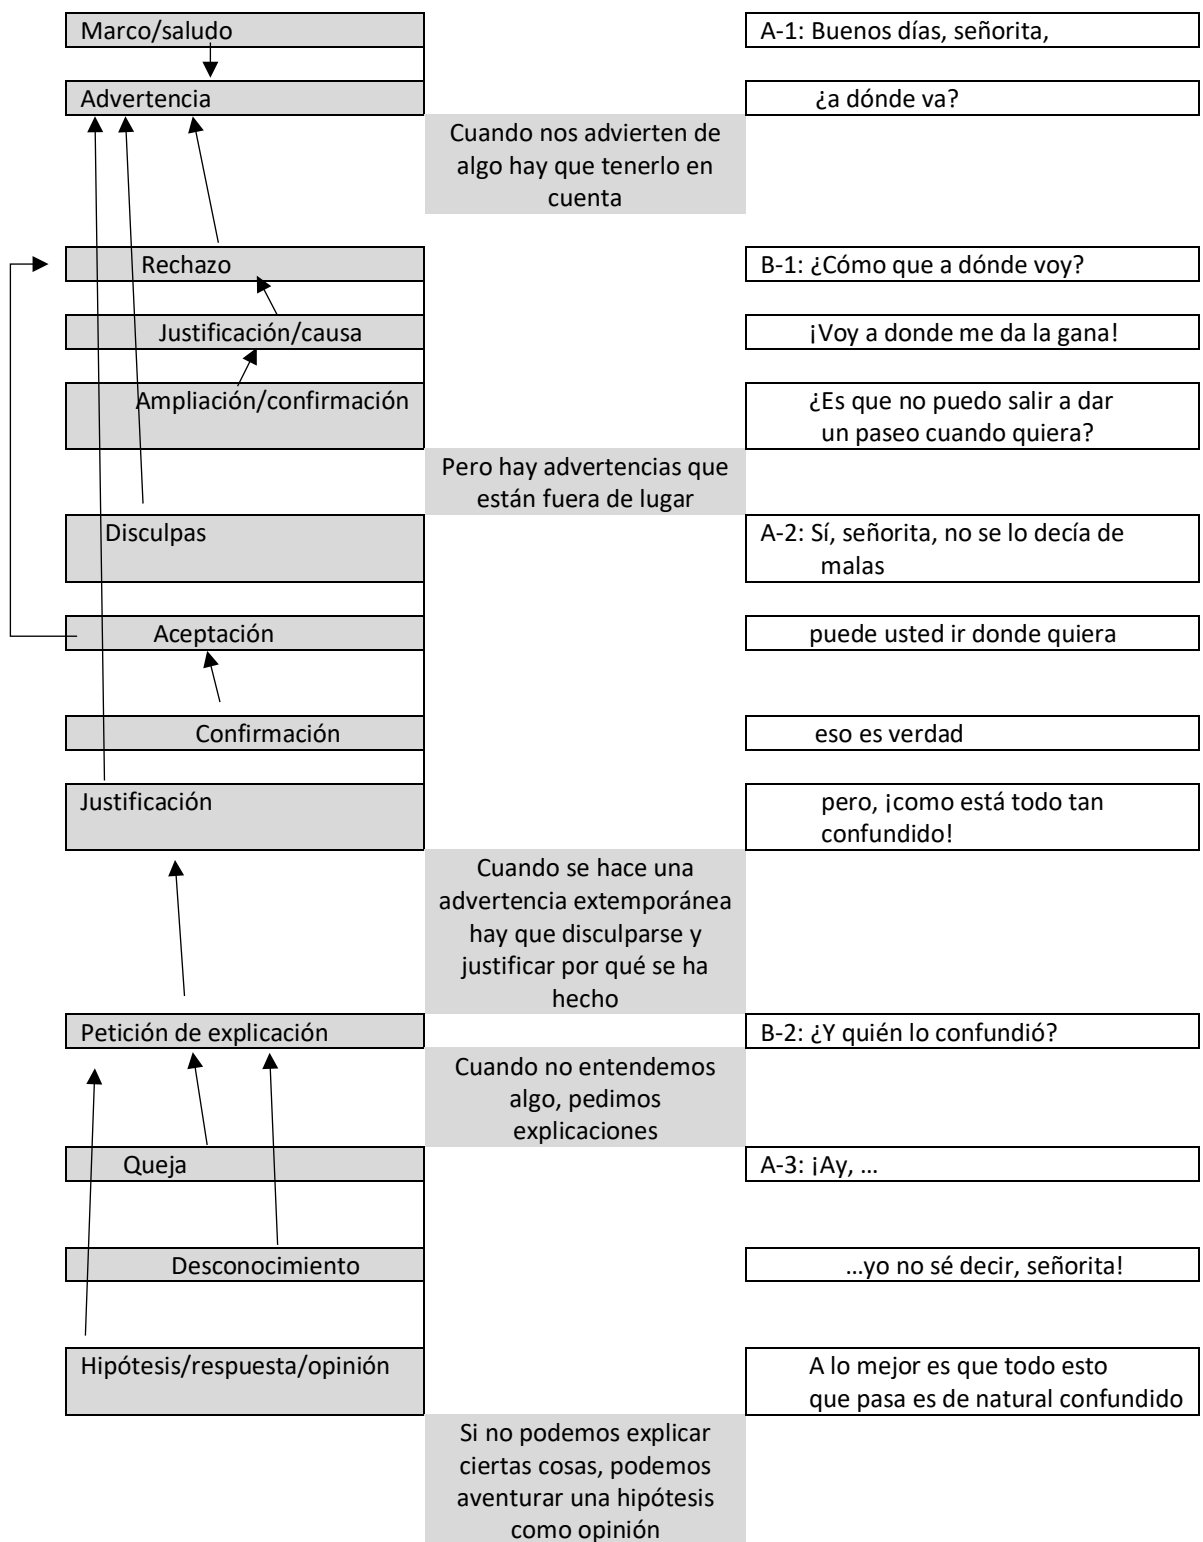 Marco/saludo
A-1: Buenos días, señorita,
Advertencia
¿a dónde va?
Cuando nos advierten de
algo hay que tenerlo en
cuenta
Rechazo
B-1: ¿Cómo que a dónde voy?
Justificación/causa
¡Voy a donde me da la gana!
Ampliación/confirmación
¿Es que no puedo salir a dar
un paseo cuando quiera?
Pero hay advertencias que
están fuera de lugar
Disculpas
A-2: Sí, señorita, no se lo decía de
malas
Aceptación
puede usted ir donde quiera
Confirmación
eso es verdad
Justificación
pero, ¡como está todo tan
confundido!
Cuando se hace una
advertencia extemporánea
hay que disculparse y
justificar por qué se ha
hecho
Petición de explicación
B-2: ¿Y quién lo confundió?
Cuando no entendemos
algo, pedimos
explicaciones
Queja
A-3: ¡Ay, ...
Desconocimiento
...yo no sé decir, señorita!
Hipótesis/respuesta/opinión
A lo mejor es que todo esto
que pasa es de natural confundido
Si no podemos explicar
ciertas cosas, podemos
aventurar una hipótesis
como opinión